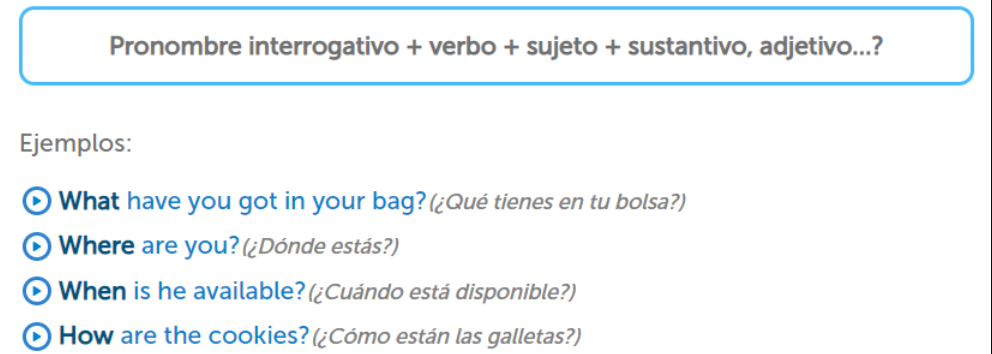 Pronombre interrogativo + verbo + sujeto + sustantivo, adjetivo...?
Ejemplos:
What have you got in your bag? (¿Qué tienes en tu bolsa?)
Where are you? (¿Dónde estás?)
When is he available? (¿Cuándo está disponible?)
How are the cookies? (¿Cómo están las galletas?)